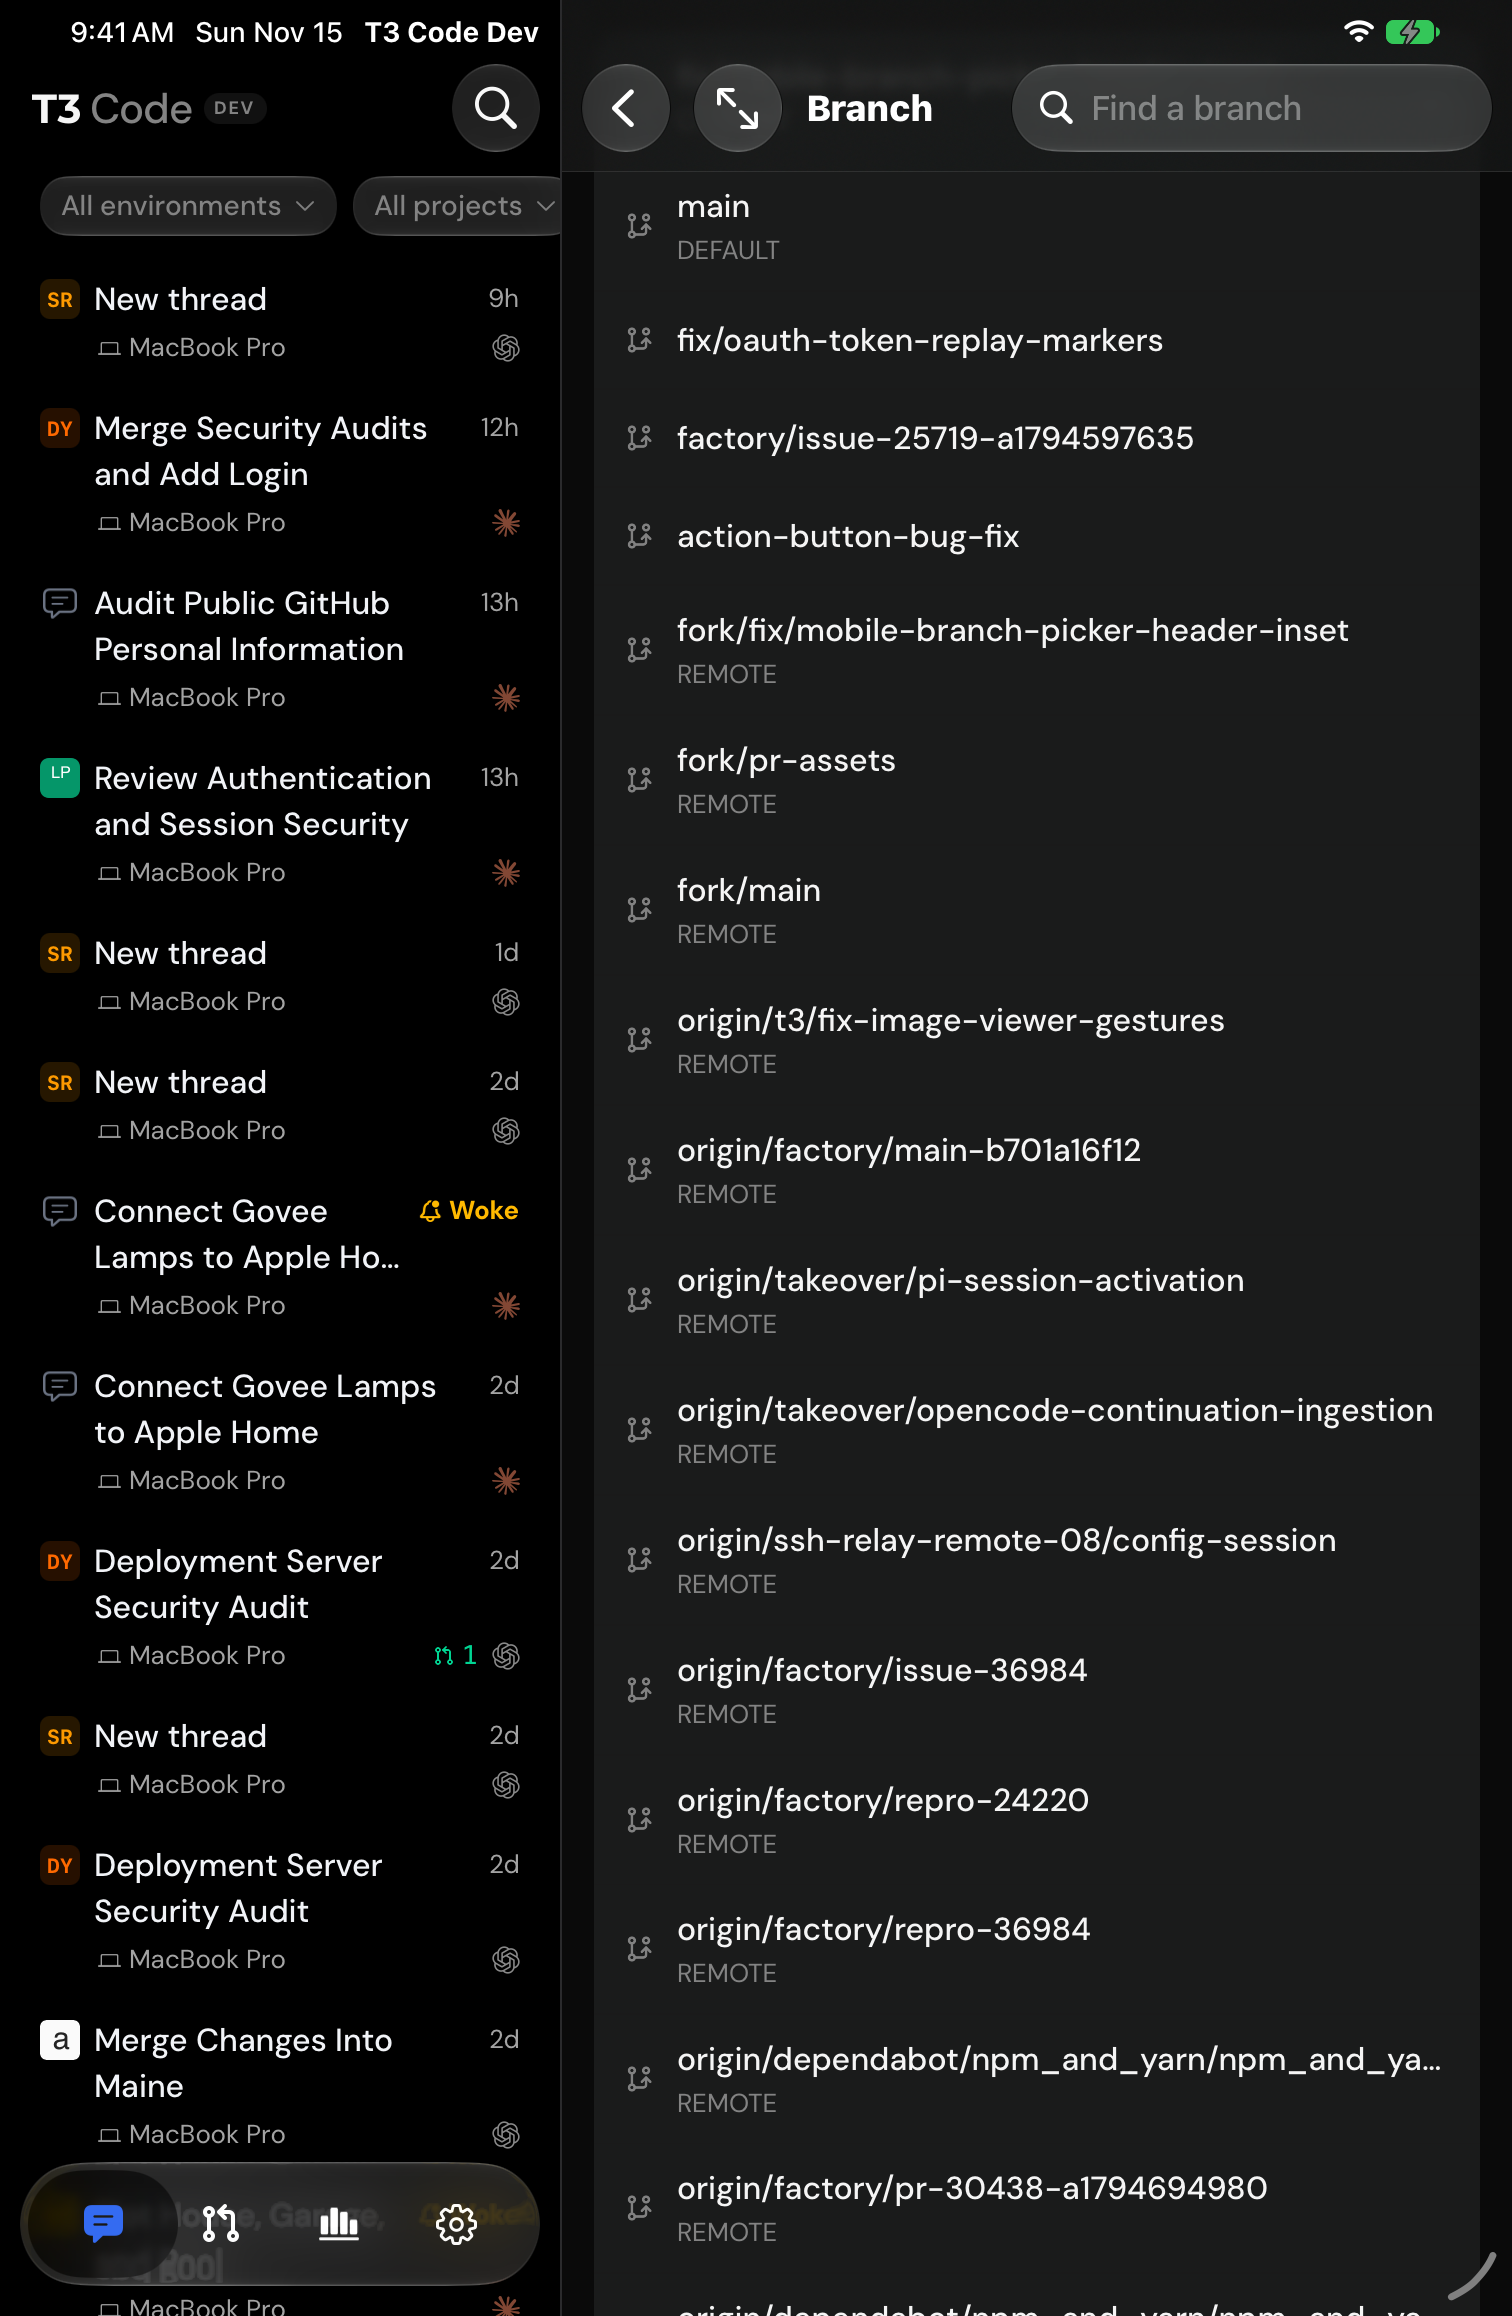 9:41 AM Sun Nov 15 T3 Code Dev
T3 Code DEV
All environments
All projects
SR New thread 9h
MacBook Pro
DY Merge Security Audits 12h
and Add Login
MacBook Pro
Audit Public GitHub 13h
Personal Information
MacBook Pro
LP Review Authentication 13h
and Session Security
MacBook Pro
SR New thread 1d
MacBook Pro
SR New thread 2d
MacBook Pro
Connect Govee Woke
Lamps to Apple Ho...
MacBook Pro
Connect Govee Lamps 2d
to Apple Home
MacBook Pro
DY Deployment Server 2d
Security Audit
MacBook Pro 1
SR New thread 2d
MacBook Pro
DY Deployment Server 2d
Security Audit
MacBook Pro
a Merge Changes Into 2d
Maine
MacBook Pro
MacBook Pro
Branch
Find a branch
main
DEFAULT
fix/oauth-token-replay-markers
factory/issue-25719-a1794597635
action-button-bug-fix
fork/fix/mobile-branch-picker-header-inset
REMOTE
fork/pr-assets
REMOTE
fork/main
REMOTE
origin/t3/fix-image-viewer-gestures
REMOTE
origin/factory/main-b701a16f12
REMOTE
origin/takeover/pi-session-activation
REMOTE
origin/takeover/opencode-continuation-ingestion
REMOTE
origin/ssh-relay-remote-08/config-session
REMOTE
origin/factory/issue-36984
REMOTE
origin/factory/repro-24220
REMOTE
origin/factory/repro-36984
REMOTE
origin/dependabot/npm_and_yarn/npm_and_ya...
REMOTE
origin/factory/pr-30438-a1794694980
REMOTE
origin/dependabot/npm_and_yarn/npm_and_ya...